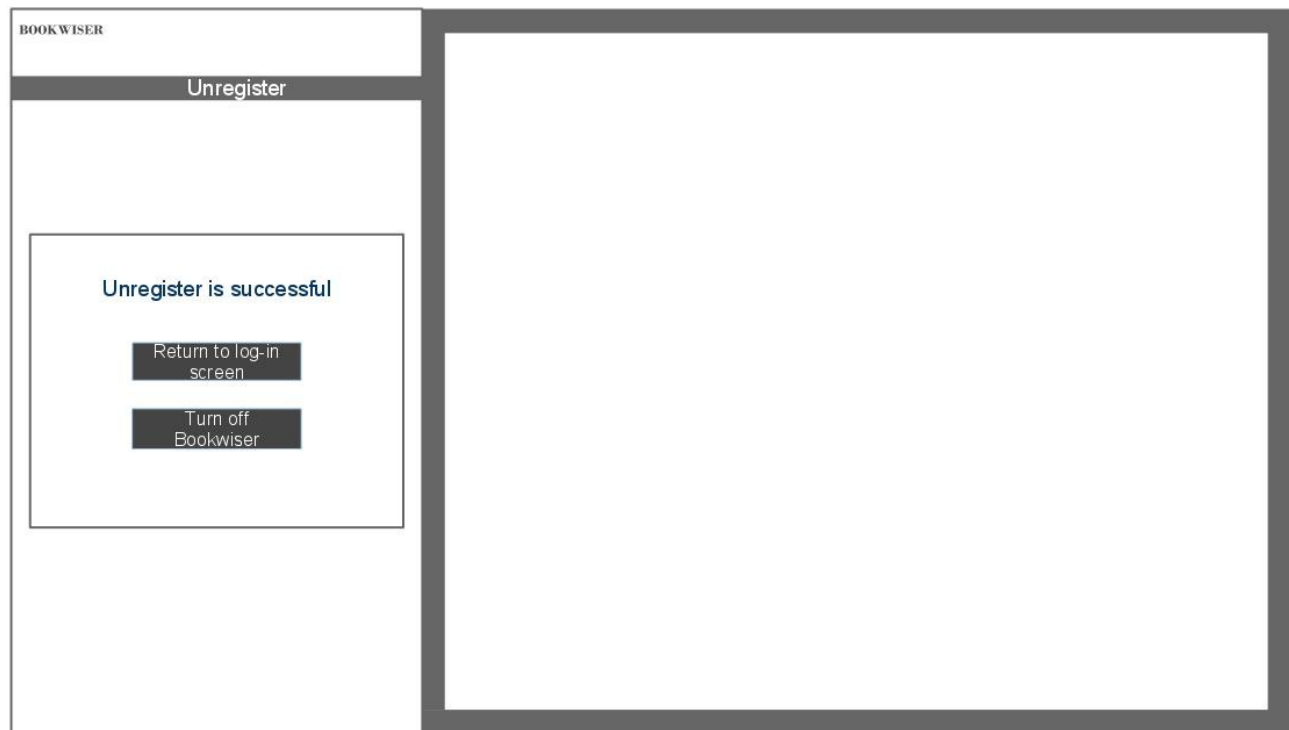 BOOKWISER
Unregister
Unregister is successful
Return to log-in
screen
Turn off
Bookwiser